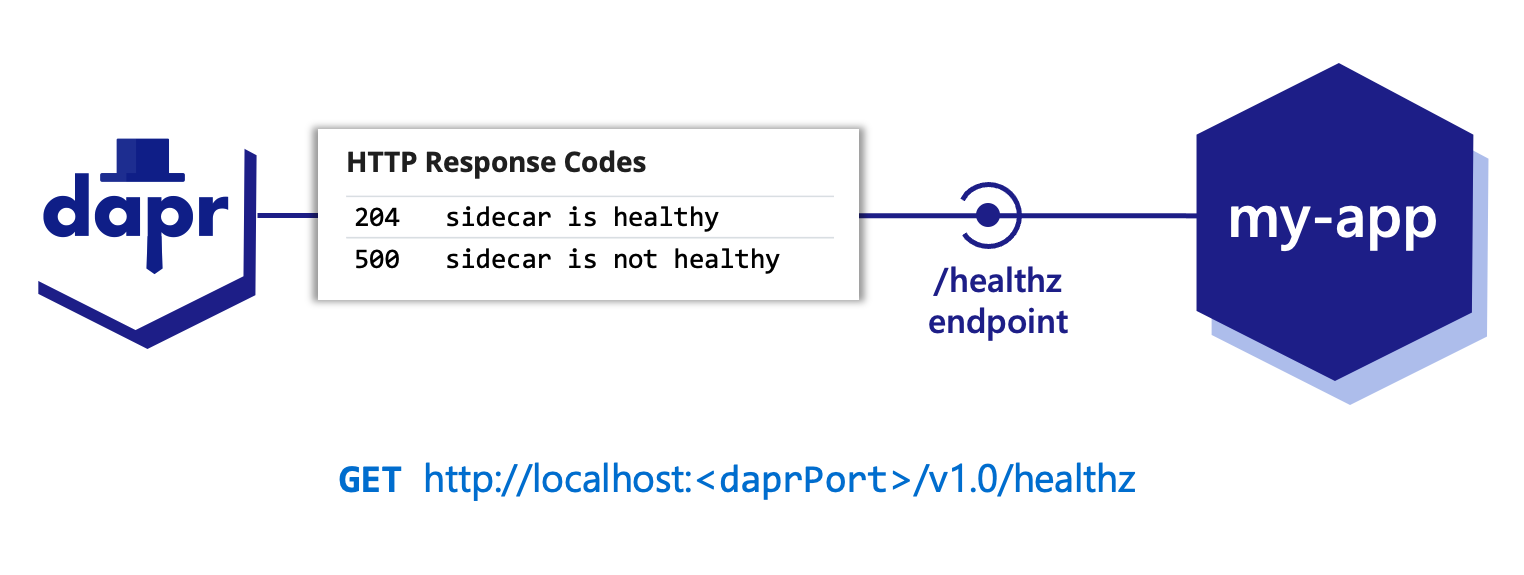 dapr
HTTP Response Codes
204 sidecar is healthy
500 sidecar is not healthy
/healthz
endpoint
my-app
GET http://localhost:<daprPort>/v1.0/healthz